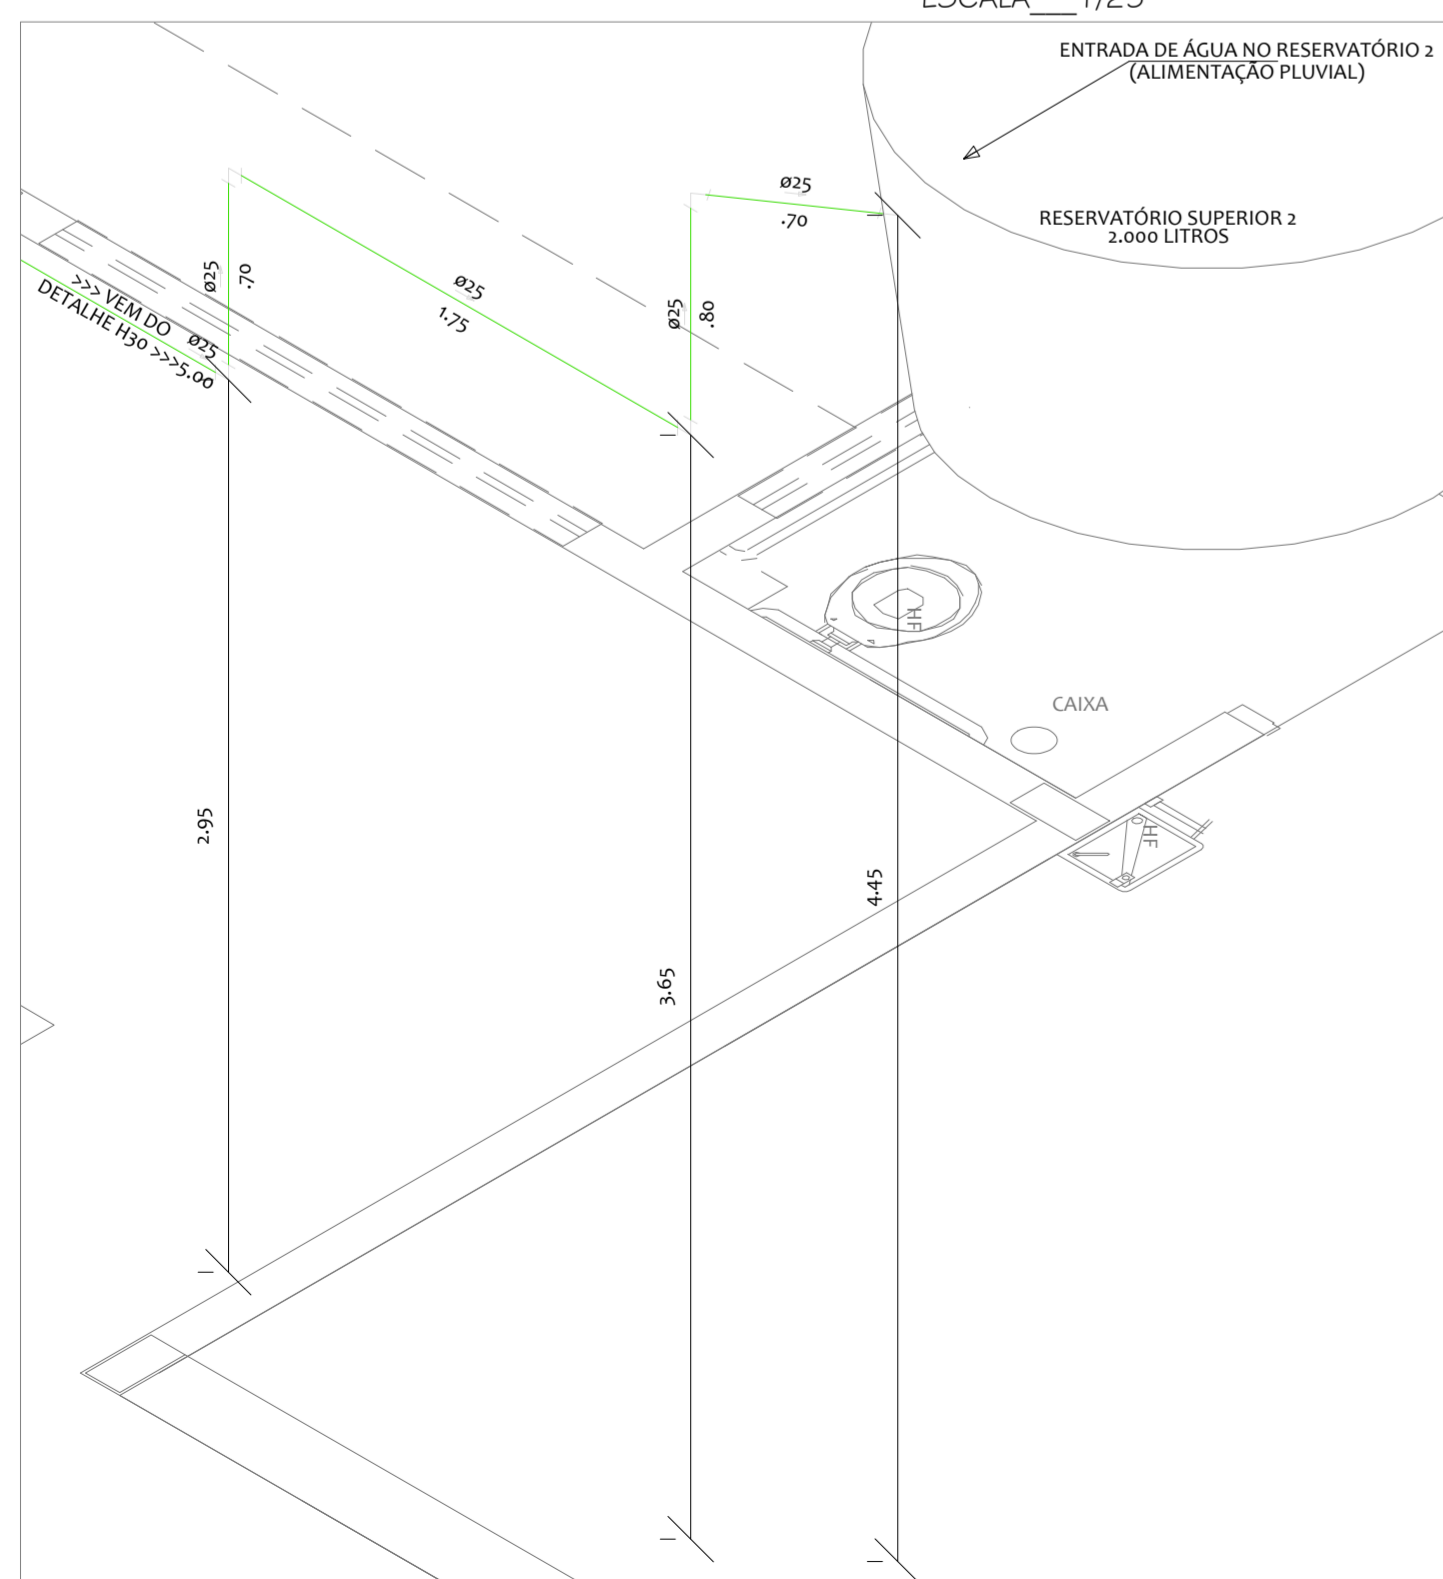 ESCALA___1/25
ENTRADA DE ÁGUA NO RESERVATÓRIO 2
(ALIMENTAÇÃO PLUVIAL)
ø25
.70
RESERVATÓRIO SUPERIOR 2
2.000 LITROS
ø25
.70
ø25
1.75
ø25
.80
>>> VEM DO
DETALHE H30 >>>
ø25
5.00
HF
CAIXA
HF
2.95
4.45
3.65